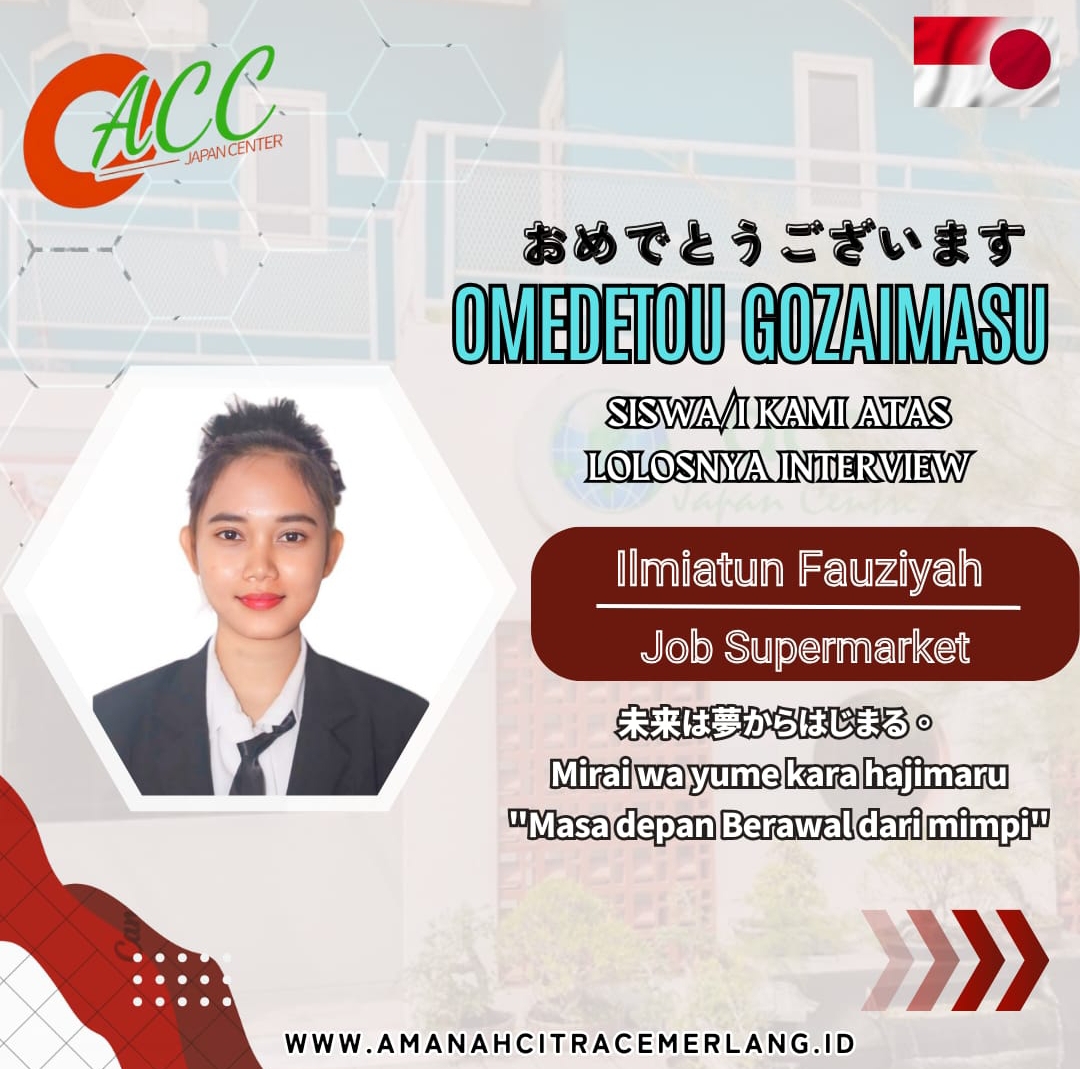 ACC
JAPAN CENTER
おめでとうございます
OMEDETOU GOZAIMASU
SISWA/I KAMI ATAS
LOLOSNYA INTERVIEW
Japan Centre
Ilmiatun Fauziyah
Job Supermarket
未来は夢からはじまる。
Mirai wa yume kara hajimaru
"Masa depan Berawal dari mimpi"
WWW.AMANAHCITRACEMERLANG.ID